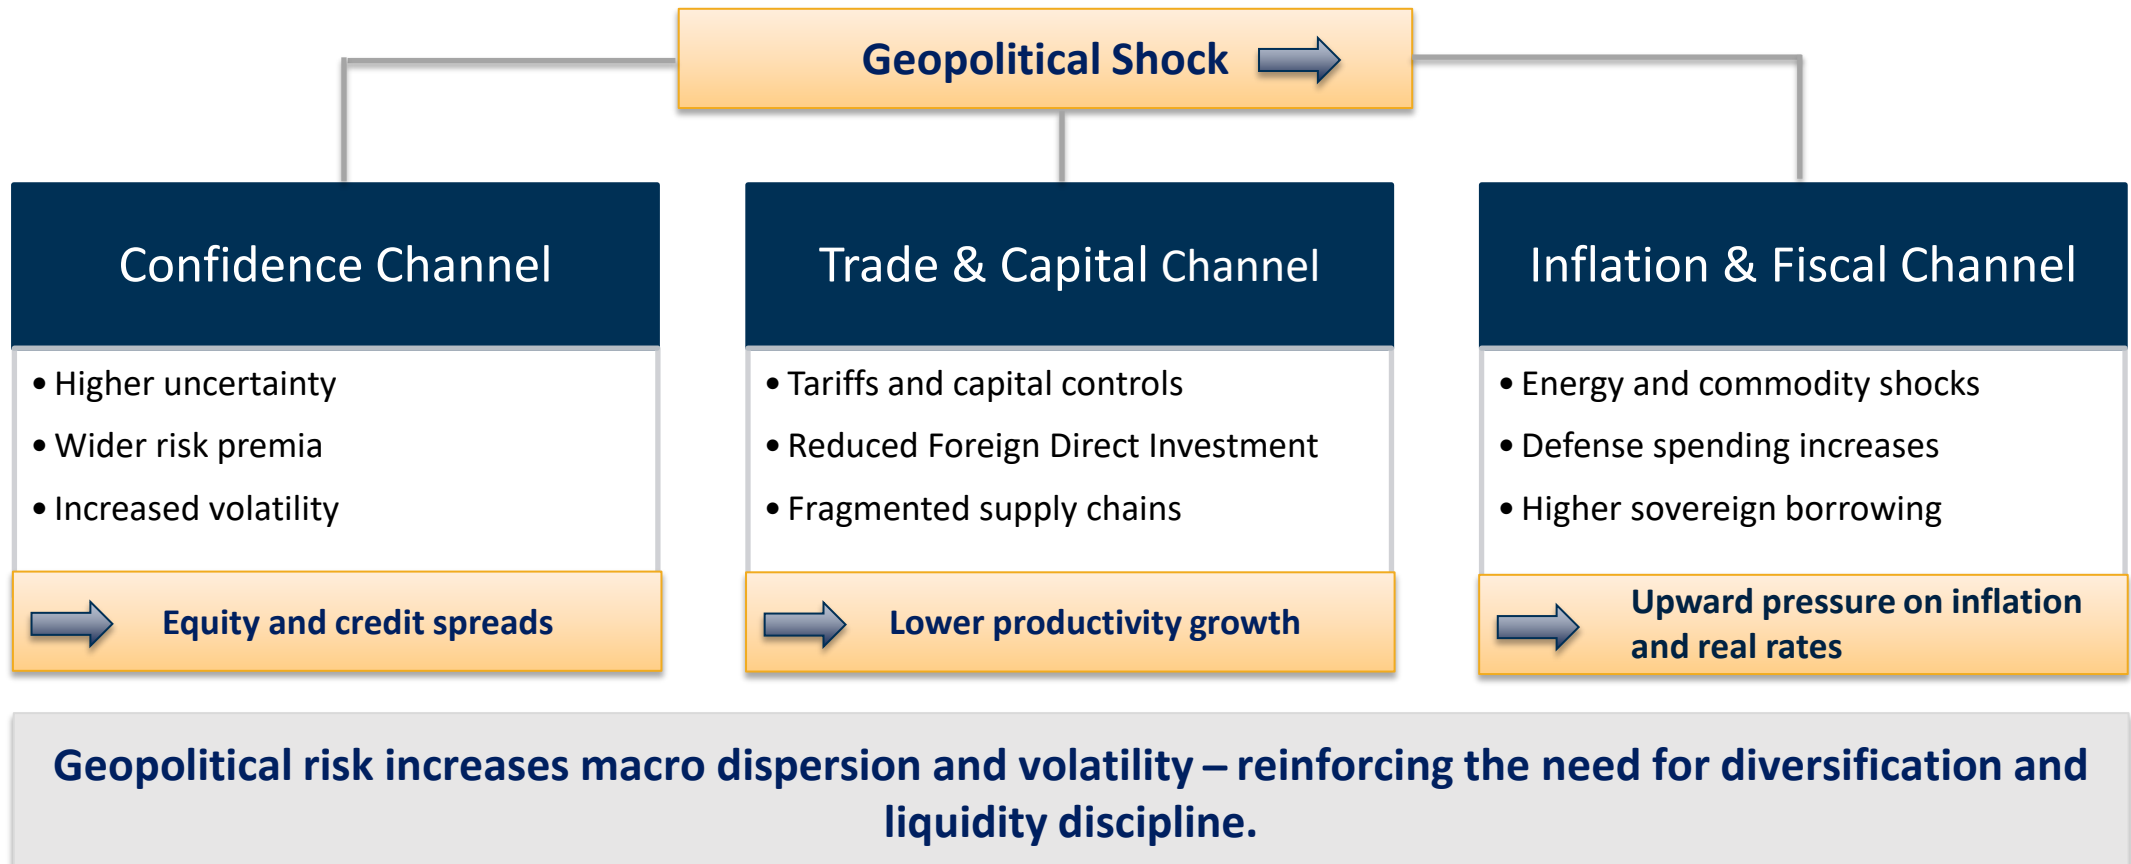 Geopolitical Shock
Confidence Channel
• Higher uncertainty
• Wider risk premia
• Increased volatility
Equity and credit spreads
Trade & Capital Channel
• Tariffs and capital controls
• Reduced Foreign Direct Investment
• Fragmented supply chains
Lower productivity growth
Inflation & Fiscal Channel
• Energy and commodity shocks
• Defense spending increases
• Higher sovereign borrowing
Upward pressure on inflation
and real rates
Geopolitical risk increases macro dispersion and volatility – reinforcing the need for diversification and
liquidity discipline.